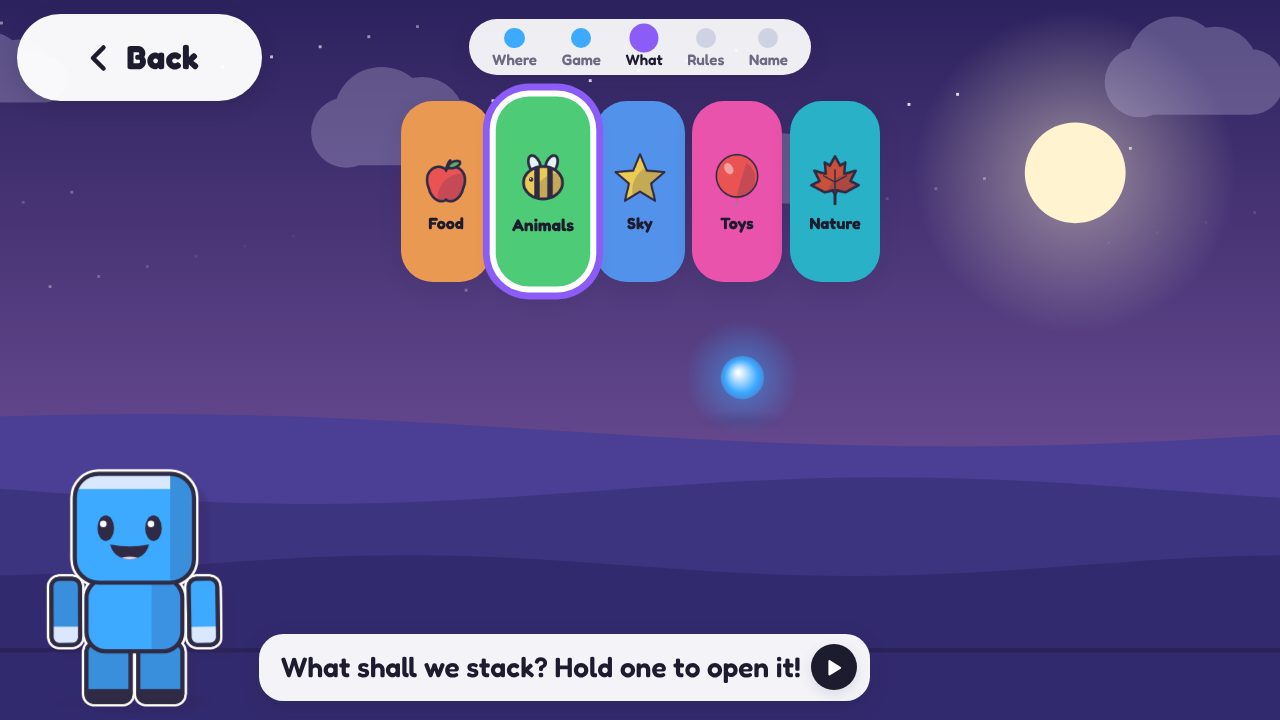 Back
Where
Game
What
Rules
Name
Food
Animals
Sky
Toys
Nature
What shall we stack? Hold one to open it!